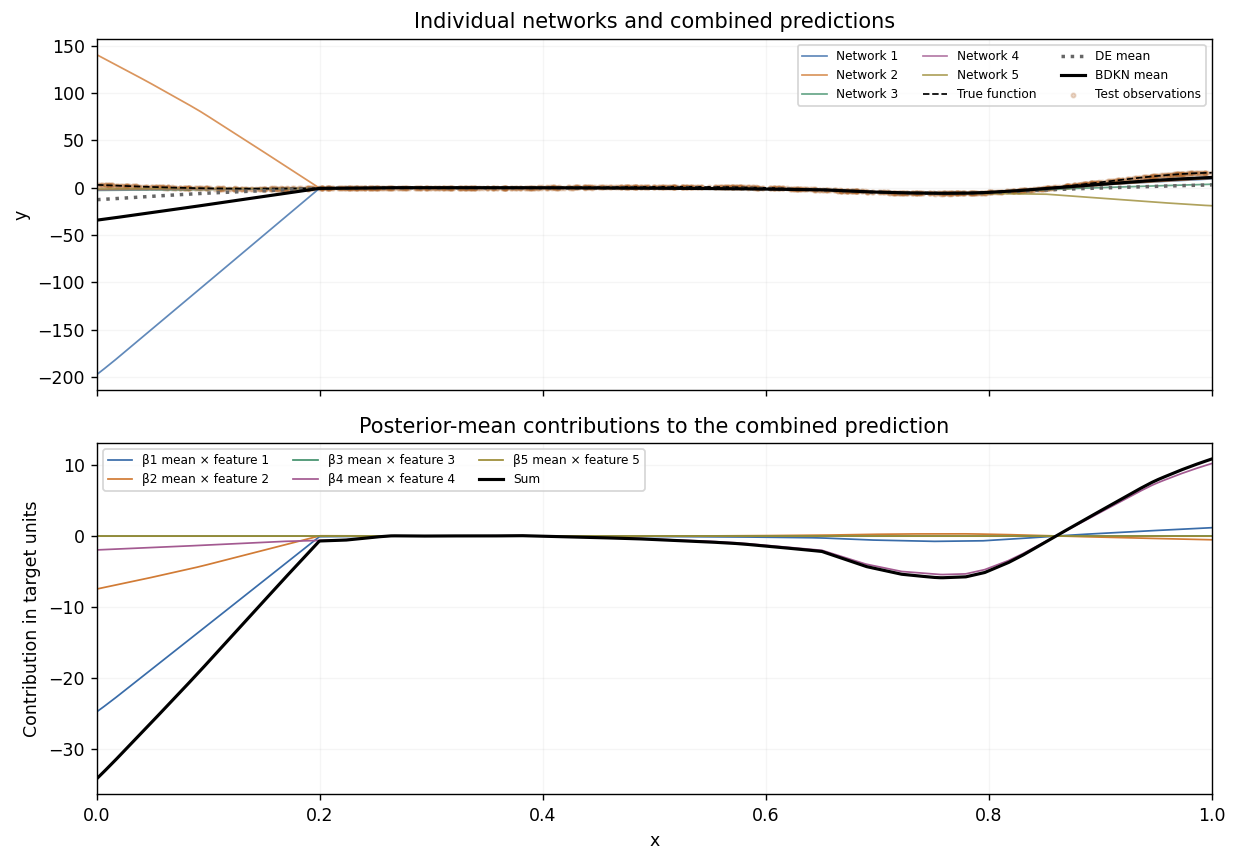 Individual networks and combined predictions
150
100
50
0
−50
−100
−150
−200
y
Network 1
Network 2
Network 3
Network 4
Network 5
True function
DE mean
BDKN mean
Test observations
Posterior-mean contributions to the combined prediction
10
0
−10
−20
−30
Contribution in target units
β1 mean × feature 1
β2 mean × feature 2
β3 mean × feature 3
β4 mean × feature 4
β5 mean × feature 5
Sum
0.0
0.2
0.4
0.6
0.8
1.0
x